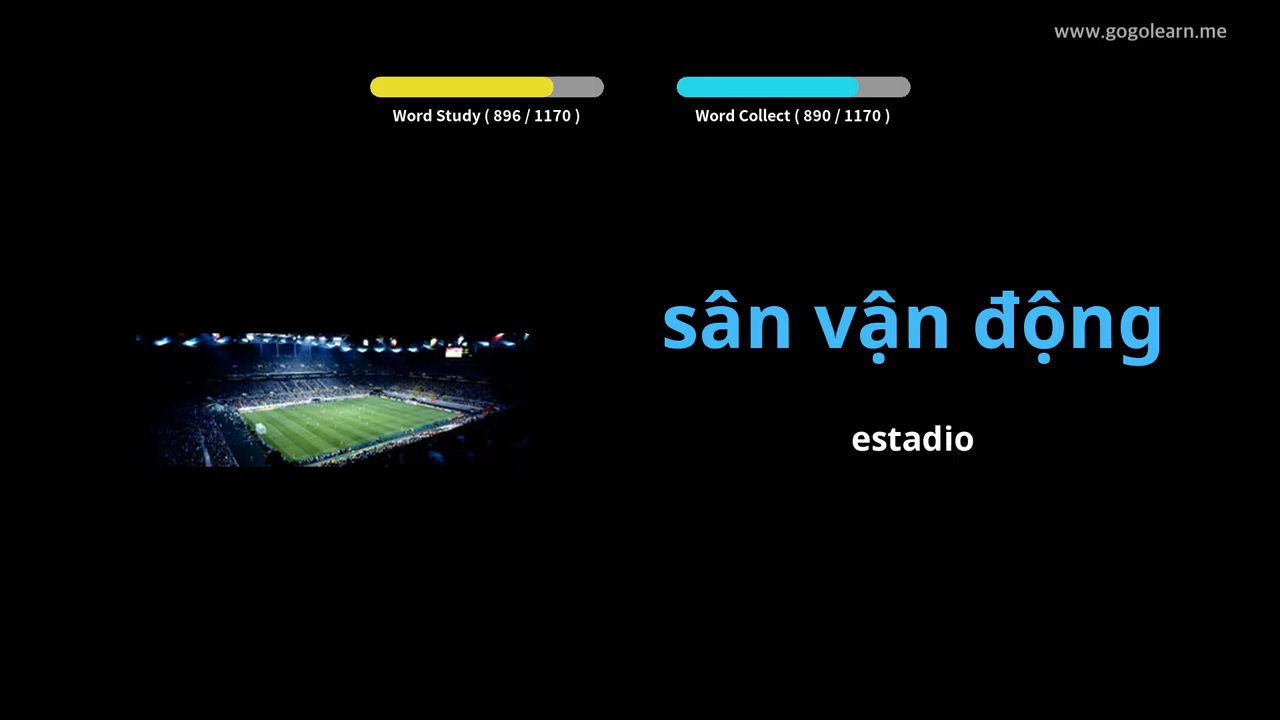 www.gogolearn.me
Word Study ( 896 / 1170 )
Word Collect ( 890 / 1170 )
sân vận động
estadio